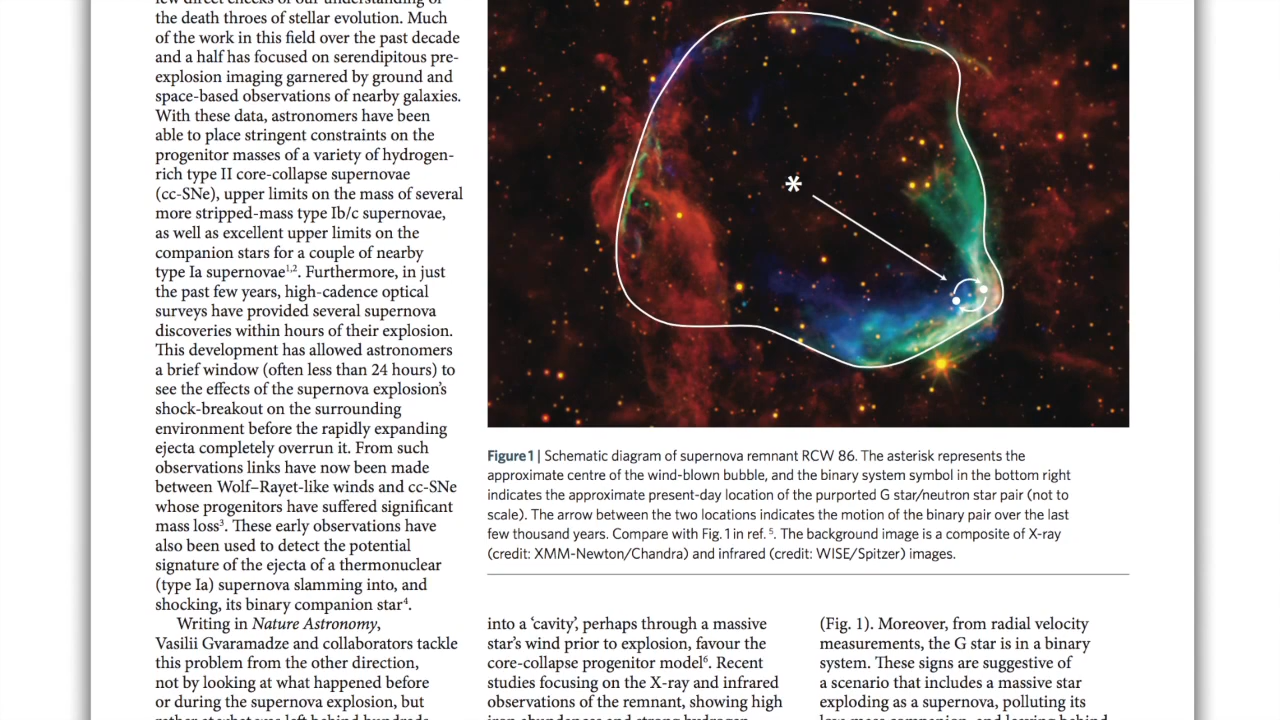 few direct checks of our understanding of
the death throes of stellar evolution. Much
of the work in this field over the past decade
and a half has focused on serendipitous pre-
explosion imaging garnered by ground and
space-based observations of nearby galaxies.
With these data, astronomers have been
able to place stringent constraints on the
progenitor masses of a variety of hydrogen-
rich type II core-collapse supernovae
(cc-SNe), upper limits on the mass of several
more stripped-mass type Ib/c supernovae,
as well as excellent upper limits on the
companion stars for a couple of nearby
type Ia supernovae1,2. Furthermore, in just
the past few years, high-cadence optical
surveys have provided several supernova
discoveries within hours of their explosion.
This development has allowed astronomers
a brief window (often less than 24 hours) to
see the effects of the supernova explosion's
shock-breakout on the surrounding
environment before the rapidly expanding
ejecta completely overrun it. From such
observations links have now been made
between Wolf–Rayet-like winds and cc-SNe
whose progenitors have suffered significant
mass loss3. These early observations have
also been used to detect the potential
signature of the ejecta of a thermonuclear
(type Ia) supernova slamming into, and
shocking, its binary companion star4.
Writing in Nature Astronomy,
Vasilii Gvaramadze and collaborators tackle
this problem from the other direction,
not by looking at what happened before
or during the supernova explosion, but
rather at what was left behind hundreds
*
Figure 1 | Schematic diagram of supernova remnant RCW 86. The asterisk represents the
approximate centre of the wind-blown bubble, and the binary system symbol in the bottom right
indicates the approximate present-day location of the purported G star/neutron star pair (not to
scale). The arrow between the two locations indicates the motion of the binary pair over the last
few thousand years. Compare with Fig. 1 in ref. 5. The background image is a composite of X-ray
(credit: XMM-Newton/Chandra) and infrared (credit: WISE/Spitzer) images.
into a 'cavity', perhaps through a massive
star's wind prior to explosion, favour the
core-collapse progenitor model6. Recent
studies focusing on the X-ray and infrared
observations of the remnant, showing high
iron abundances and strong hydrogen
(Fig. 1). Moreover, from radial velocity
measurements, the G star is in a binary
system. These signs are suggestive of
a scenario that includes a massive star
exploding as a supernova, polluting its
less-mass companion, and leaving behind